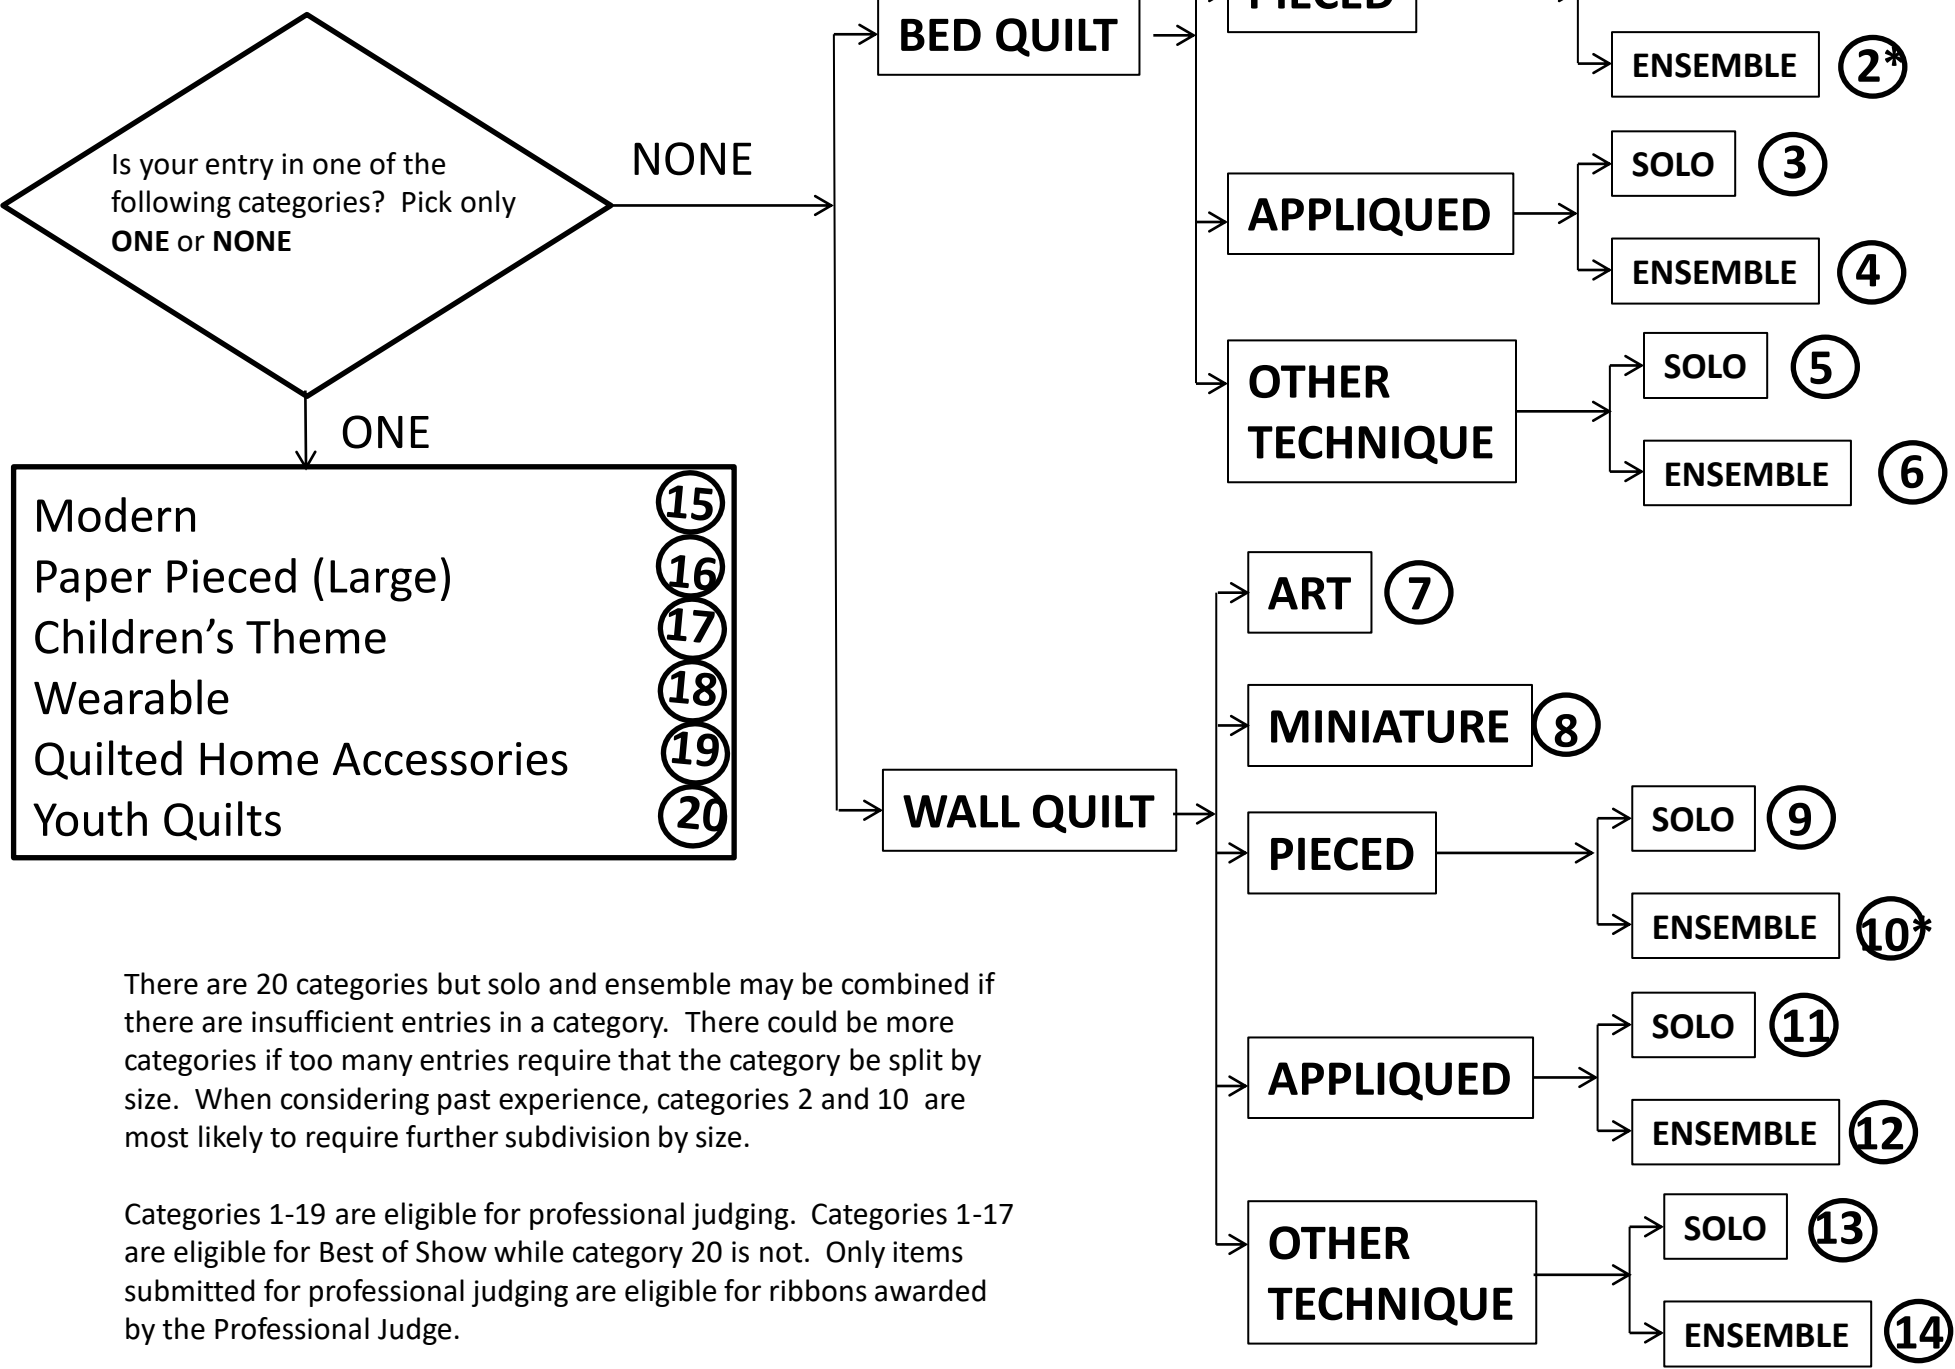 Is your entry in one of the
following categories? Pick only
ONE or NONE
NONE
ONE
Modern 15
Paper Pieced (Large) 16
Children’s Theme 17
Wearable 18
Quilted Home Accessories 19
Youth Quilts 20
BED QUILT
PIECED
ENSEMBLE 2*
APPLIQUED
SOLO 3
ENSEMBLE 4
OTHER
TECHNIQUE
SOLO 5
ENSEMBLE 6
WALL QUILT
ART 7
MINIATURE 8
PIECED
SOLO 9
ENSEMBLE 10*
APPLIQUED
SOLO 11
ENSEMBLE 12
OTHER
TECHNIQUE
SOLO 13
ENSEMBLE 14
There are 20 categories but solo and ensemble may be combined if
there are insufficient entries in a category. There could be more
categories if too many entries require that the category be split by
size. When considering past experience, categories 2 and 10 are
most likely to require further subdivision by size.
Categories 1-19 are eligible for professional judging. Categories 1-17
are eligible for Best of Show while category 20 is not. Only items
submitted for professional judging are eligible for ribbons awarded
by the Professional Judge.